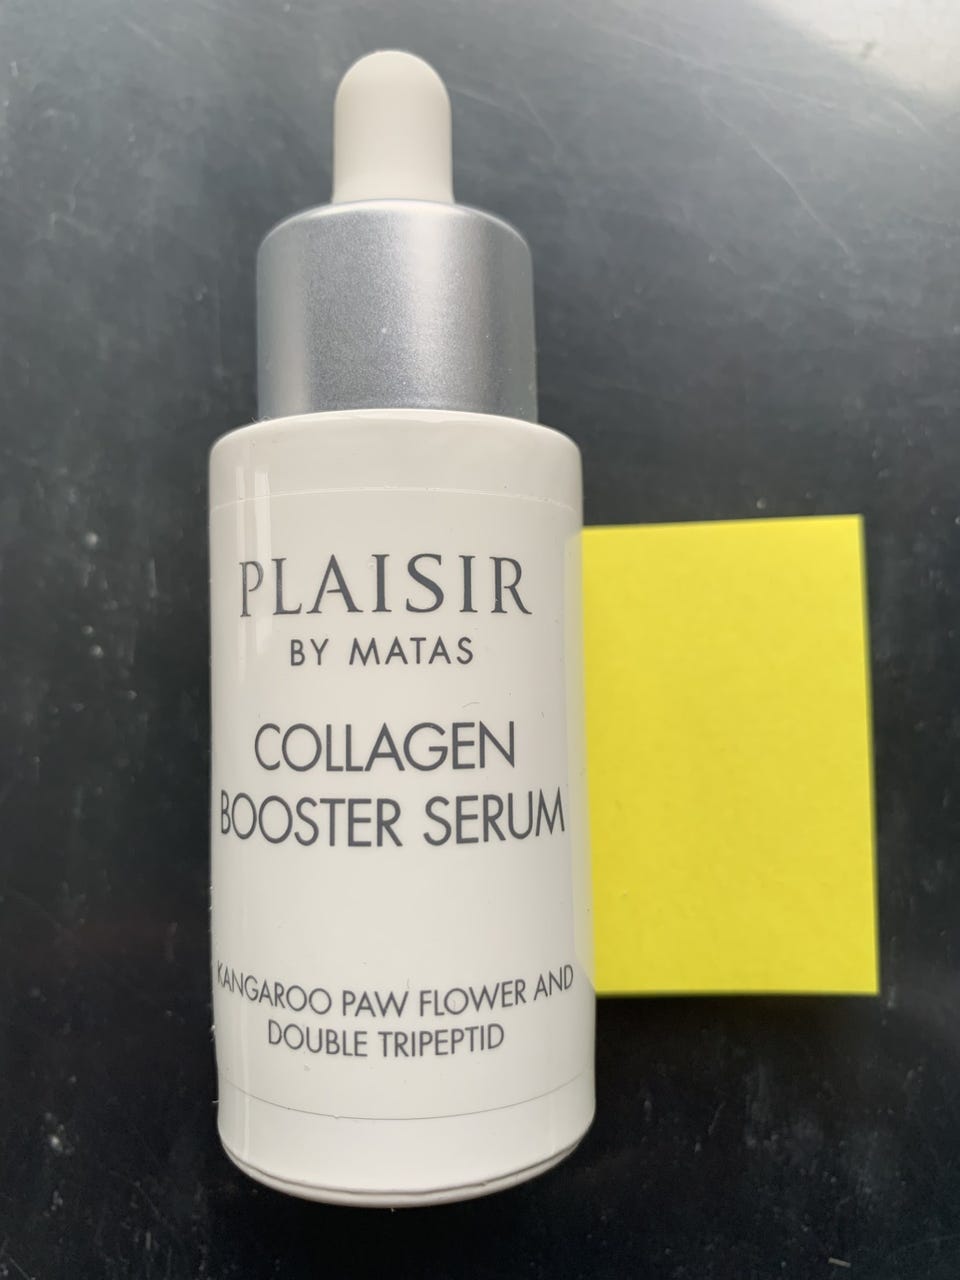 PLAISIR
BY MATAS
COLLAGEN
BOOSTER SERUM
KANGAROO PAW FLOWER AND
DOUBLE TRIPEPTID